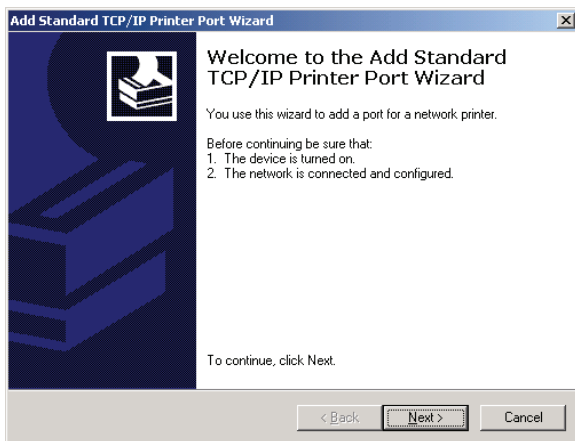 Add Standard TCP/IP Printer Port Wizard
Welcome to the Add Standard
TCP/IP Printer Port Wizard
You use this wizard to add a port for a network printer.
Before continuing be sure that:
1. The device is turned on.
2. The network is connected and configured.
To continue, click Next.
< Back
Next >
Cancel